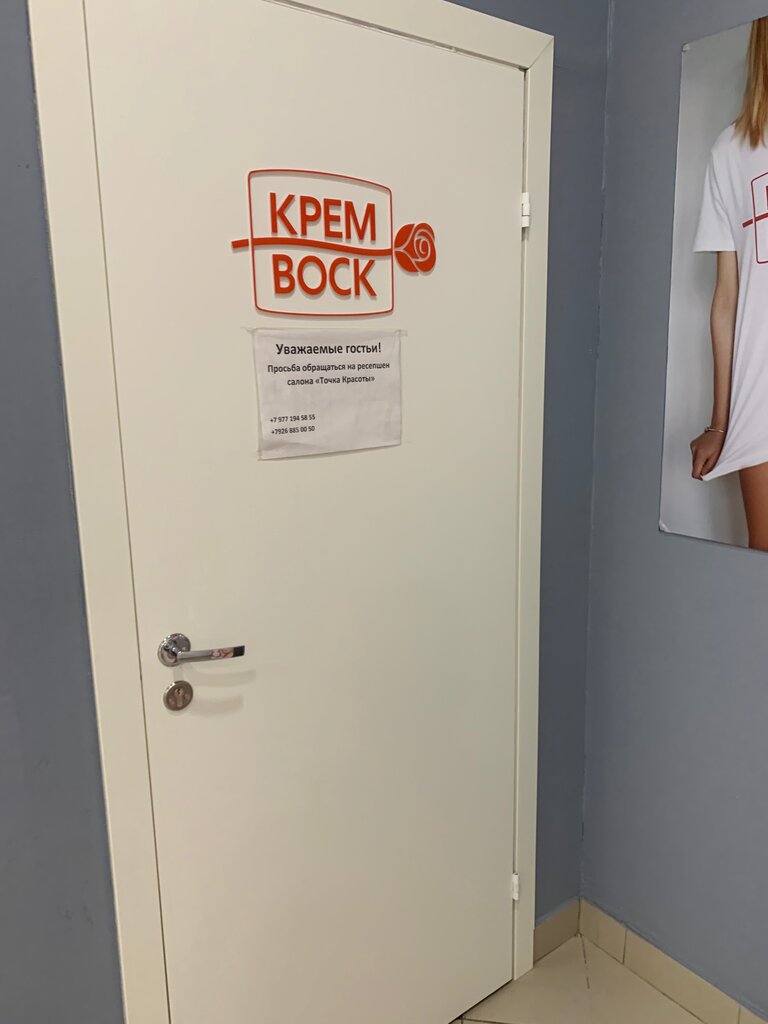 КРЕМ
ВОСК
Уважаемые гостьи!
Просьба обращаться на ресепшен
салона «Точка Красоты»
+7 977 194 58 55
+7926 885 00 50